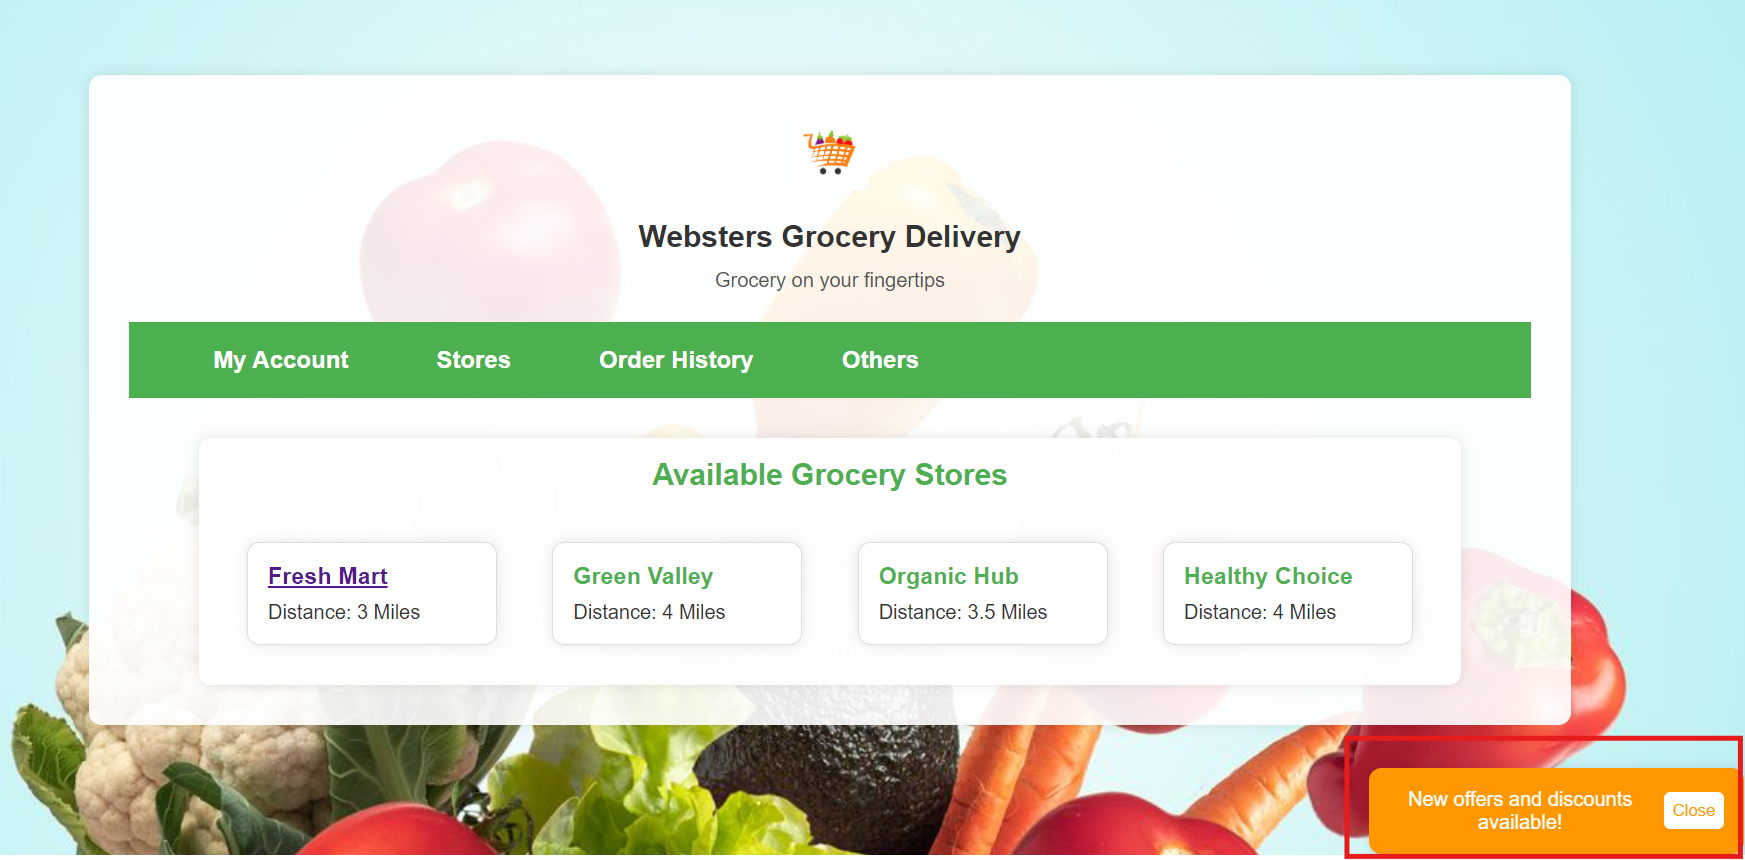 Websters Grocery Delivery
Grocery on your fingertips
My Account Stores Order History Others
Available Grocery Stores
Fresh Mart
Distance: 3 Miles
Green Valley
Distance: 4 Miles
Organic Hub
Distance: 3.5 Miles
Healthy Choice
Distance: 4 Miles
New offers and discounts
available!
Close